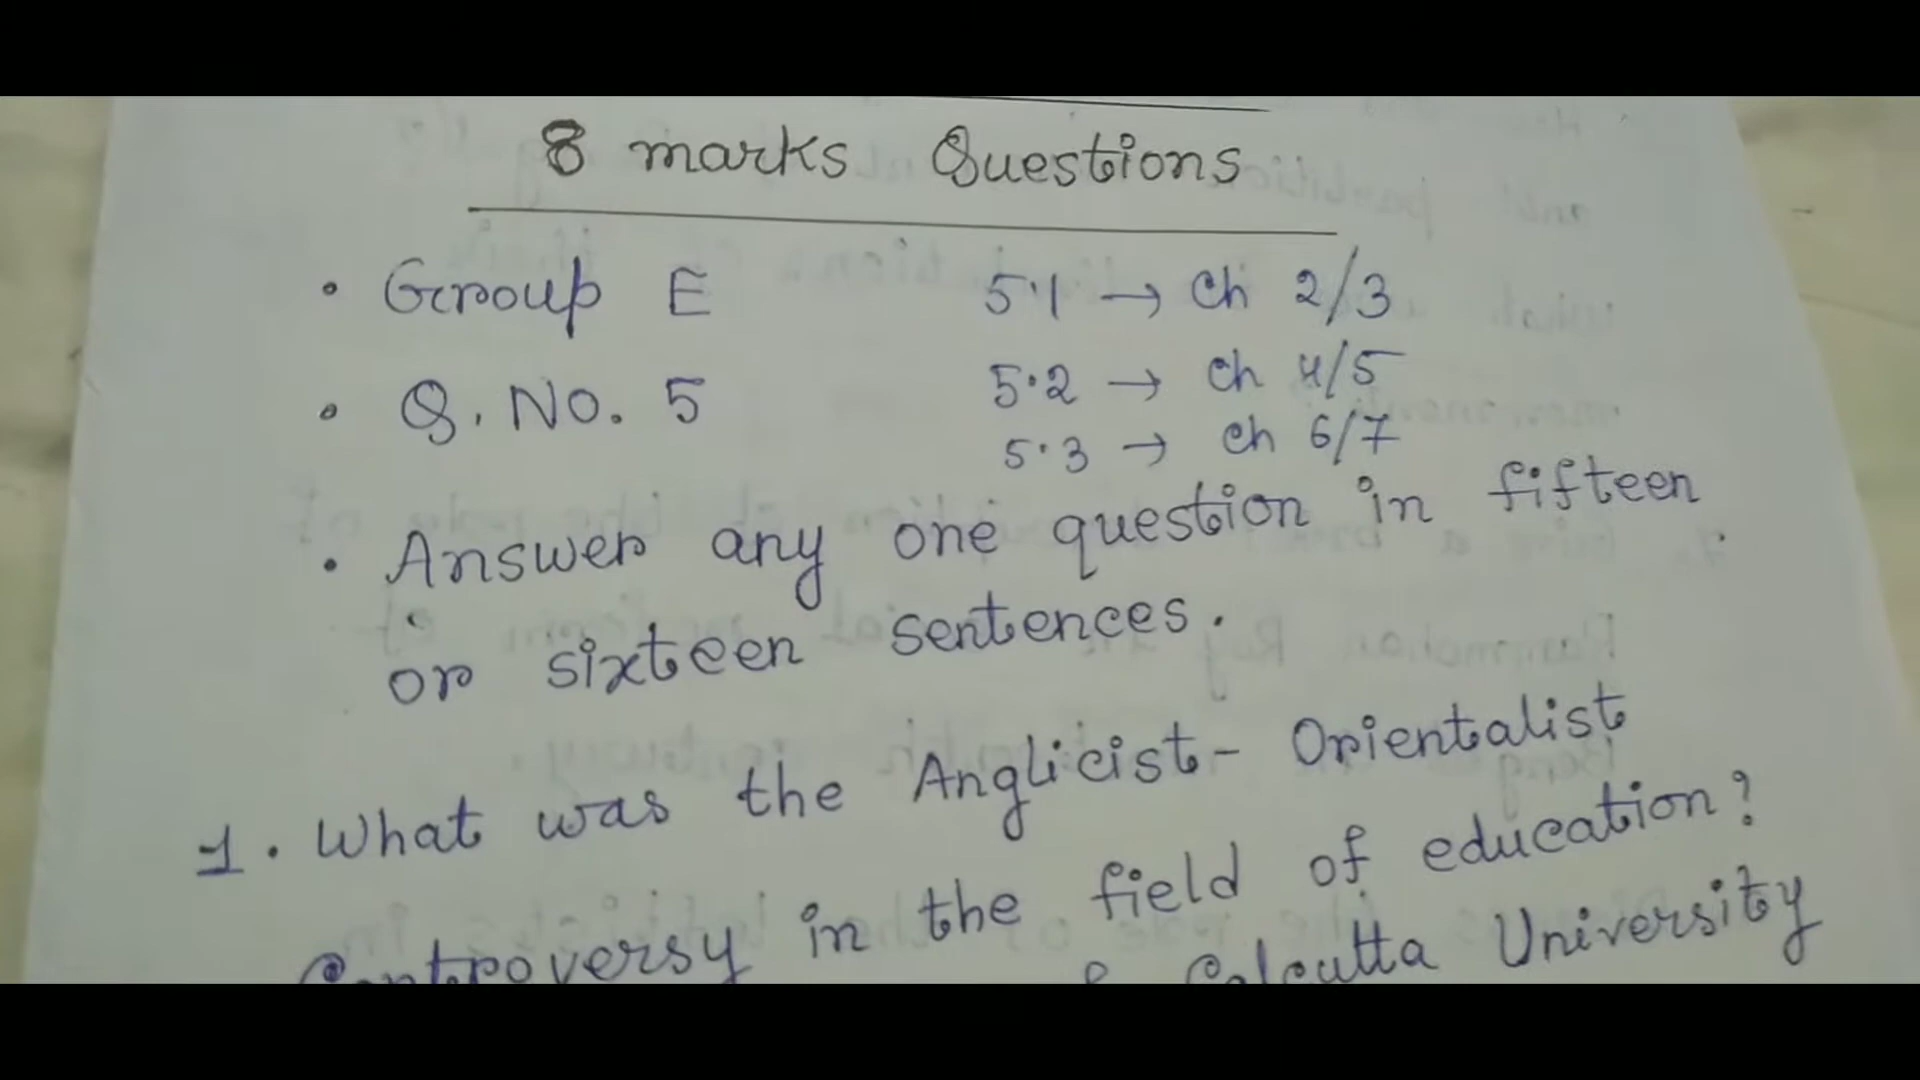 8 marks Questions
• Group E 5.1 → Ch 2/3
• Q. No. 5 5.2 → Ch 4/5
5.3 → Ch 6/7
• Answer any one question in fifteen
or sixteen sentences.
1. What was the Anglicist - Orientalist
Controversy in the field of education?
Calcutta University